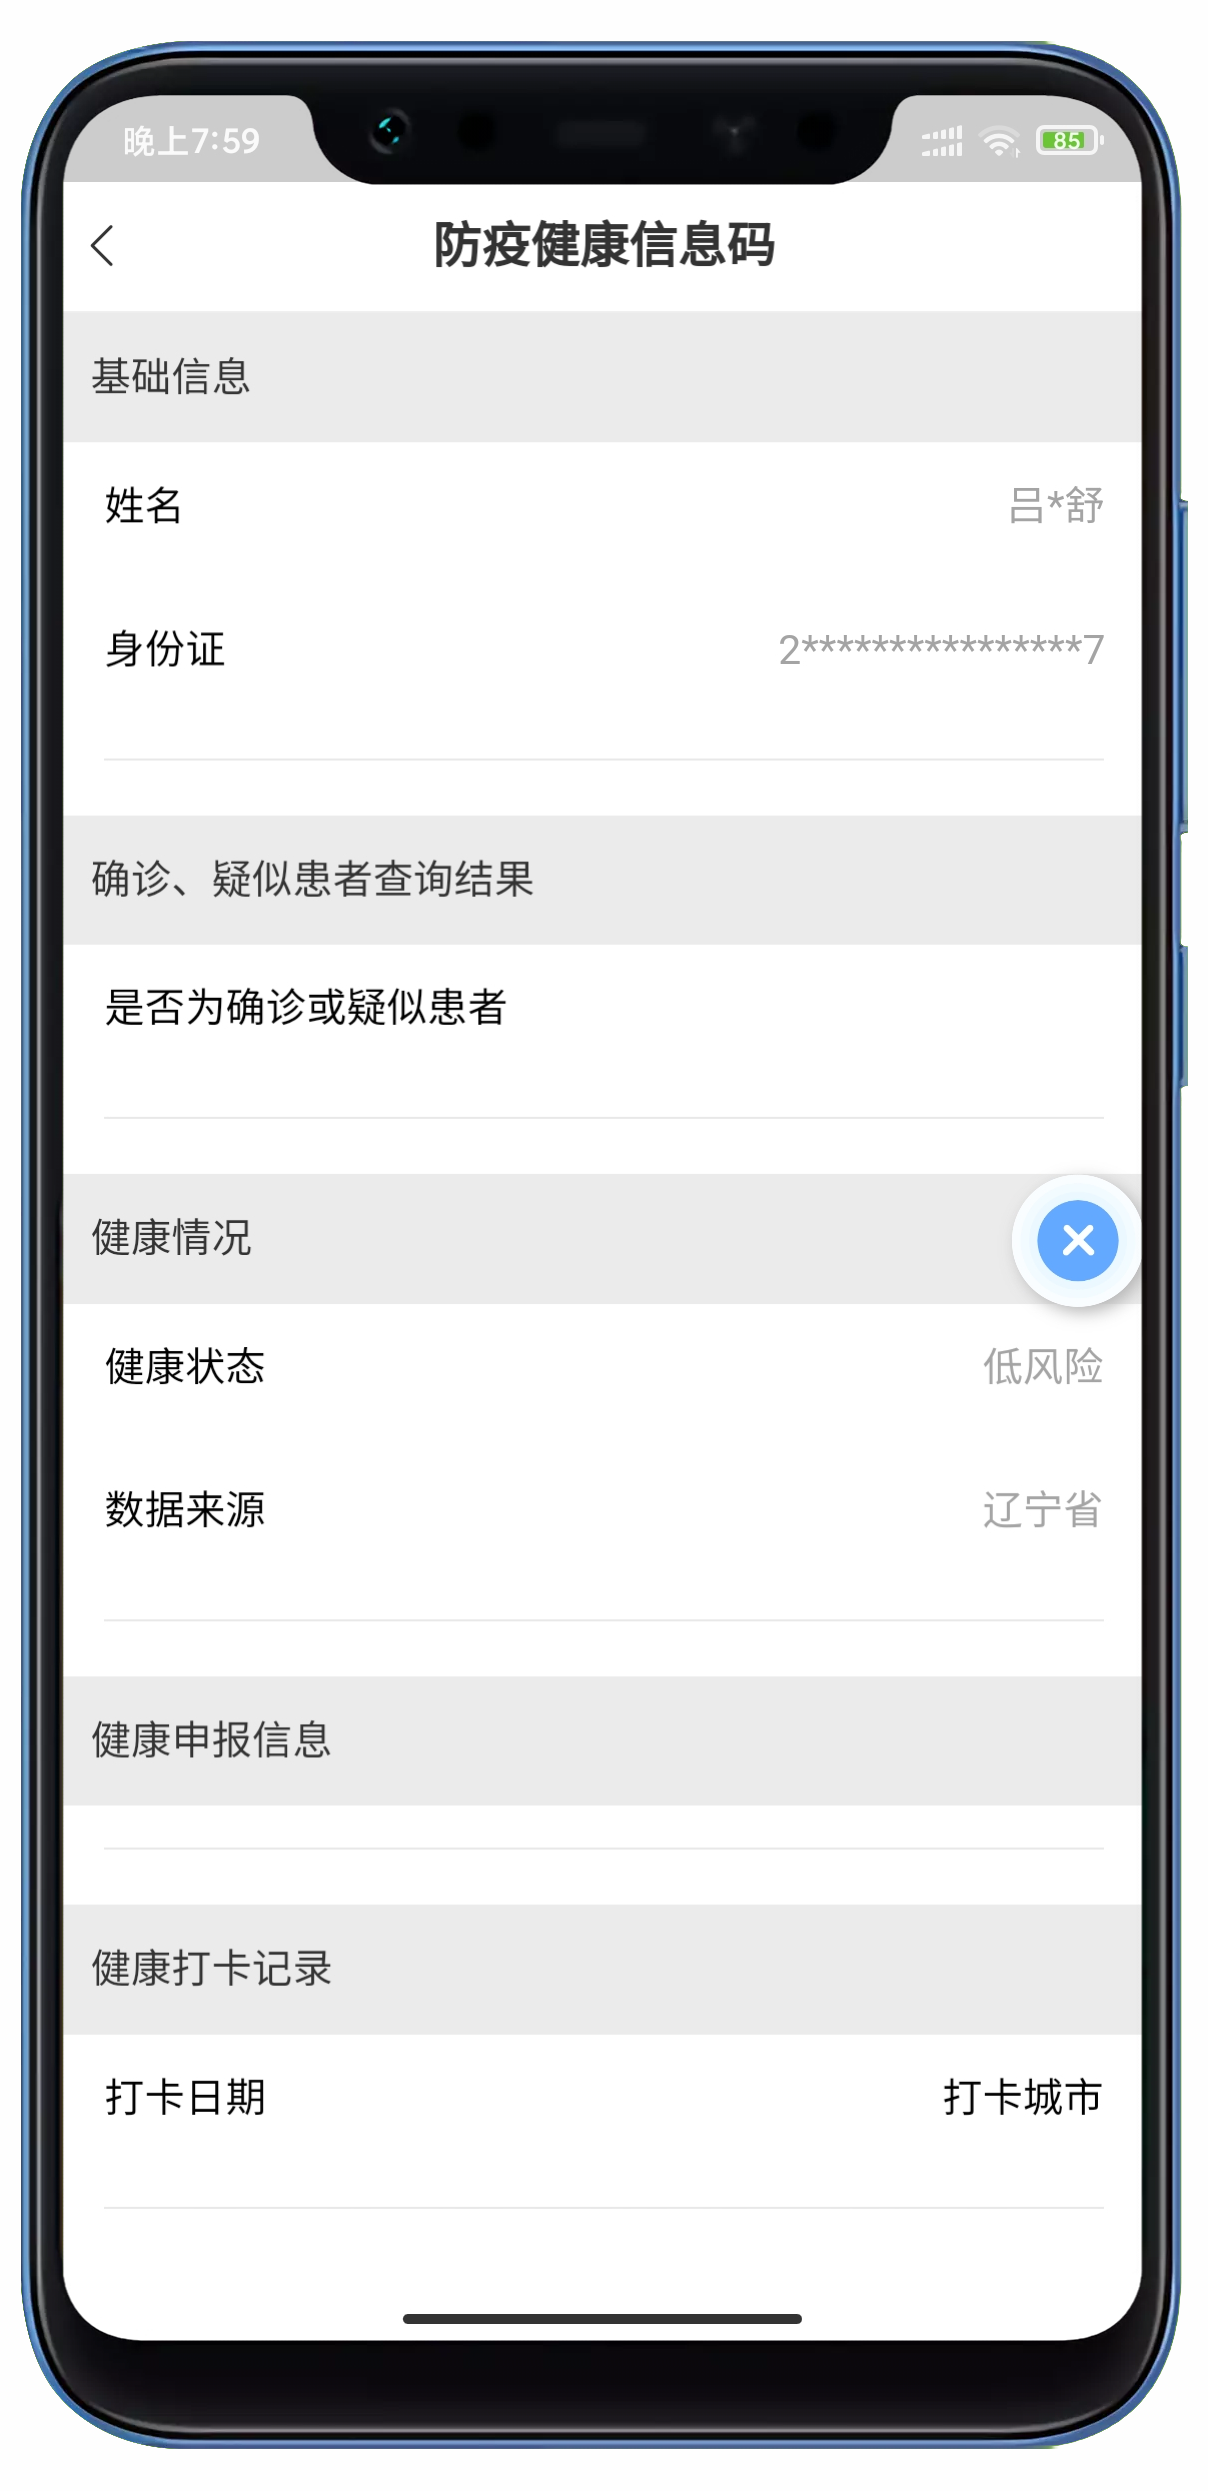 晚上7:59
85
防疫健康信息码
基础信息
姓名 吕*舒
身份证 2****************7
确诊、疑似患者查询结果
是否为确诊或疑似患者
健康情况
健康状态 低风险
数据来源 辽宁省
健康申报信息
健康打卡记录
打卡日期 打卡城市